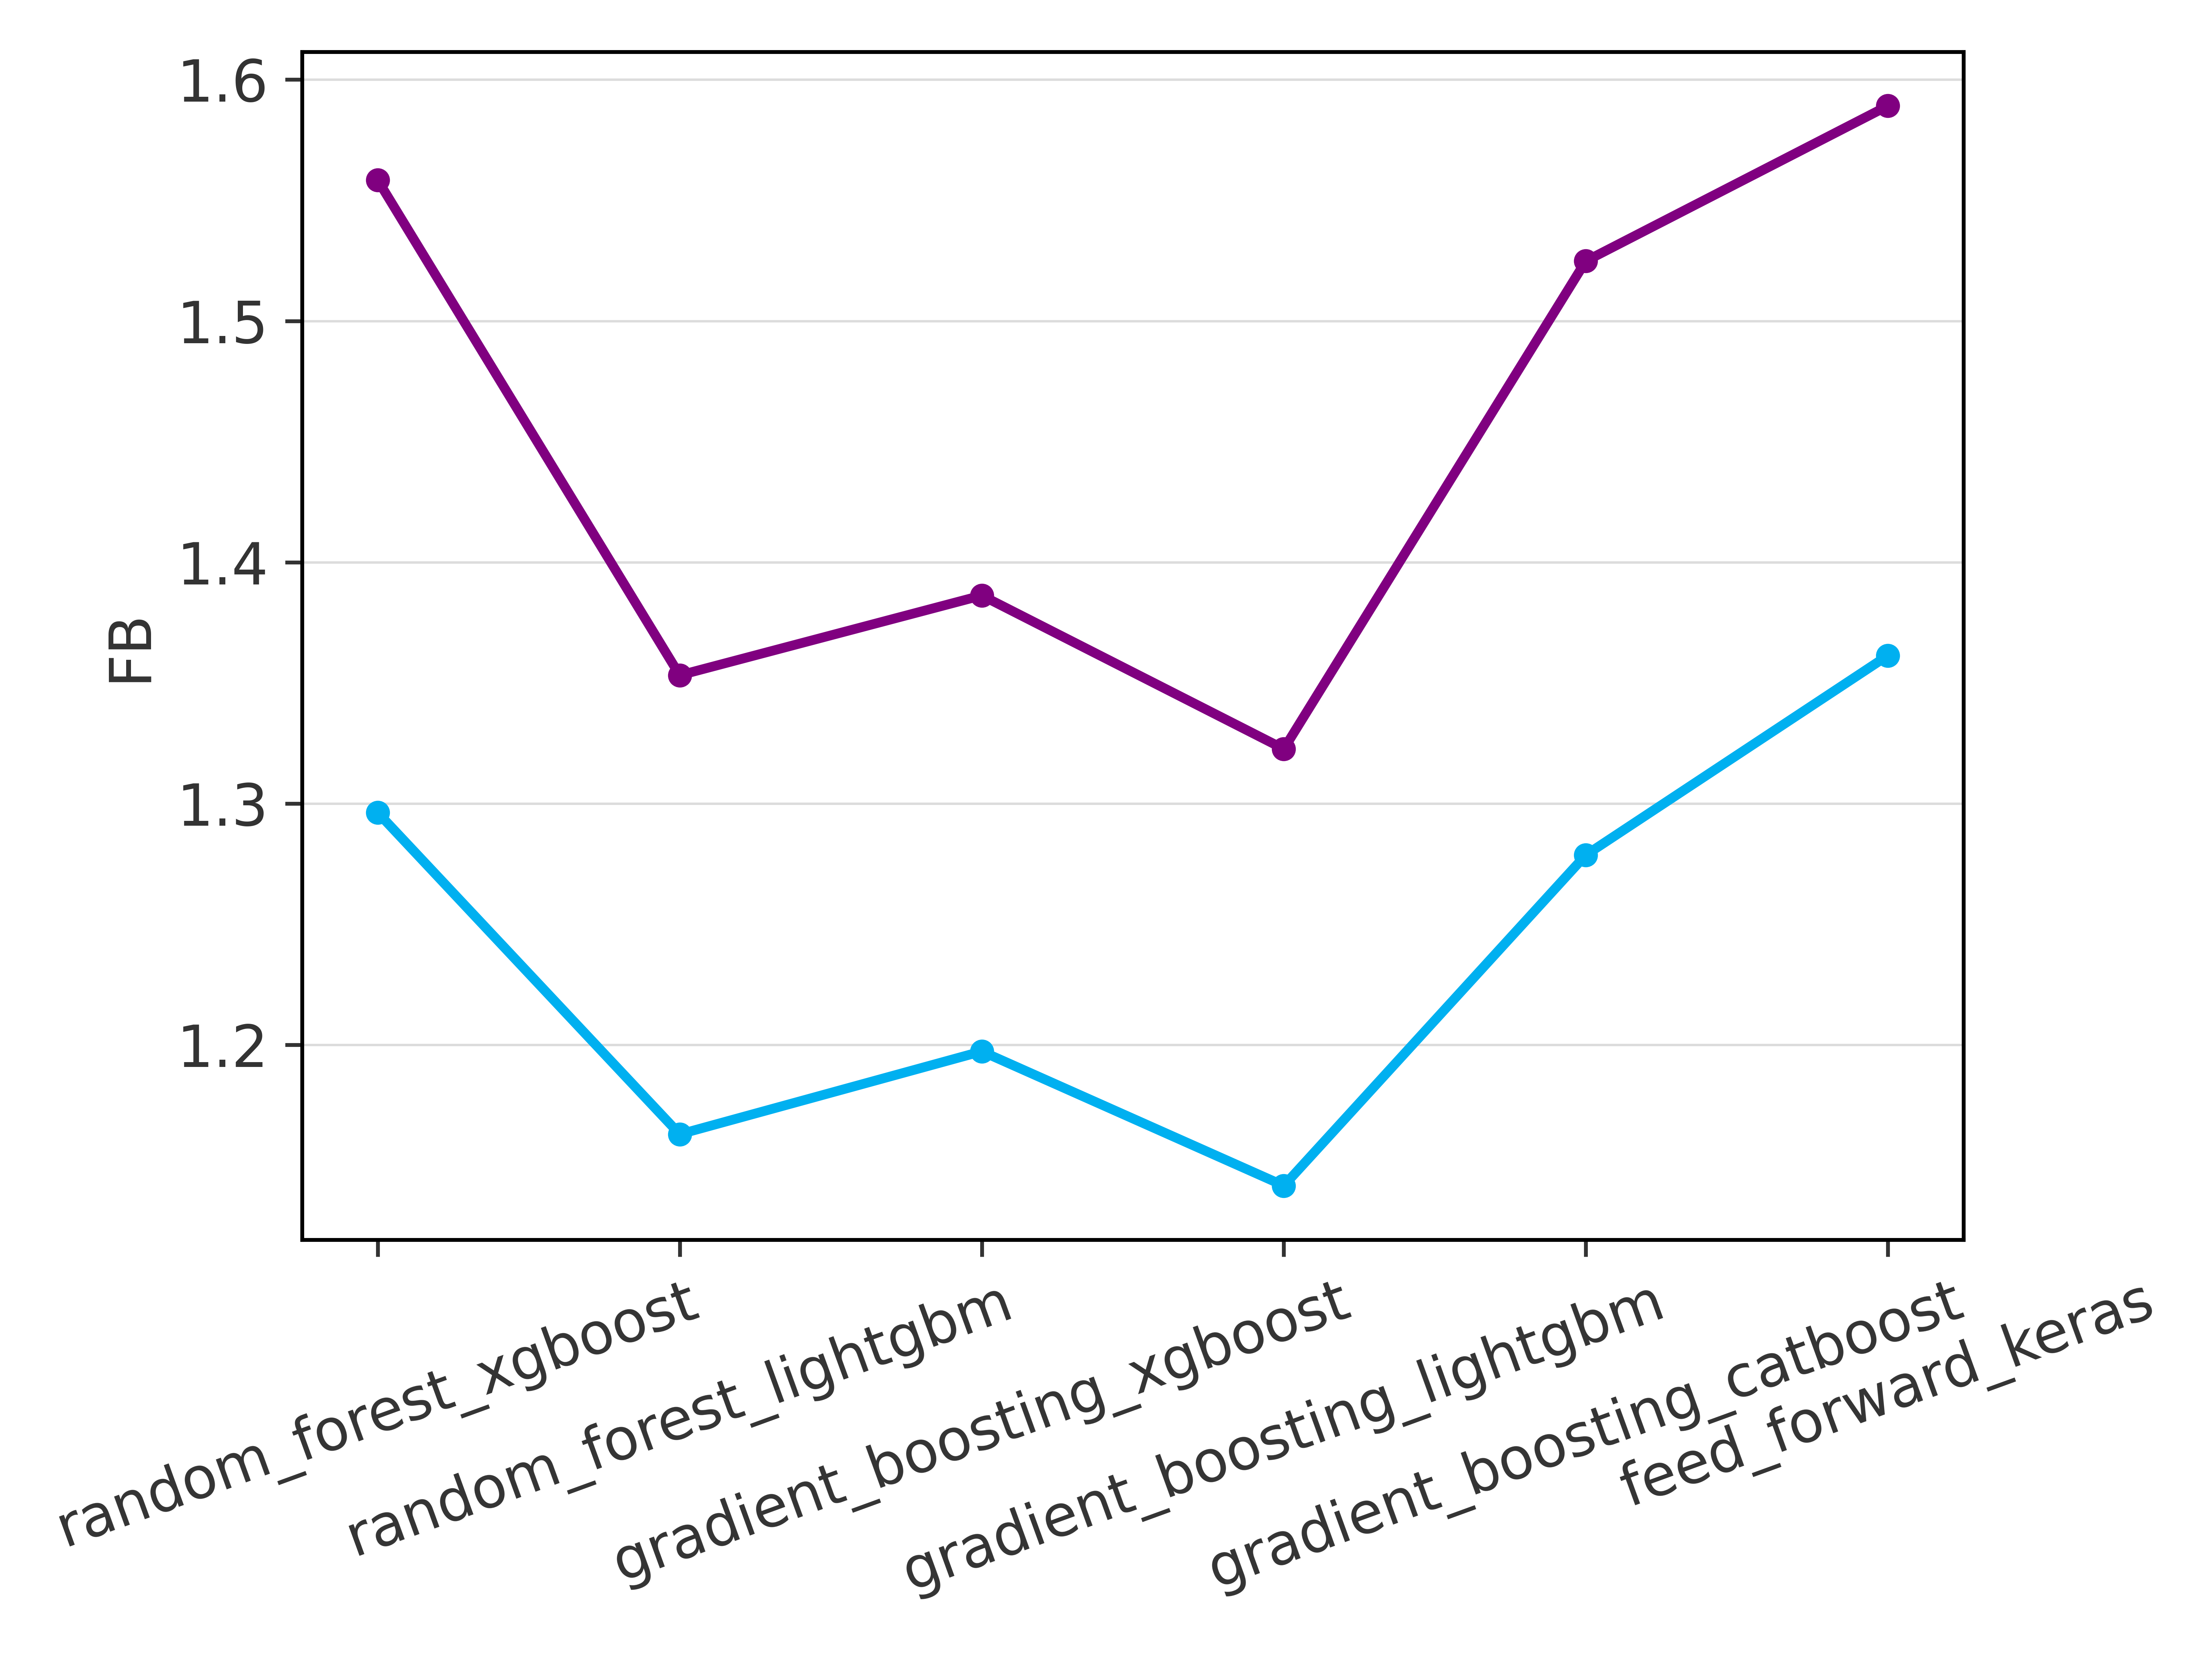 1.6
1.5
1.4
1.3
1.2
FB
random_forest_xgboost
random_forest_lightgbm
gradient_boosting_xgboost
gradient_boosting_lightgbm
gradient_boosting_catboost
feed_forward_keras